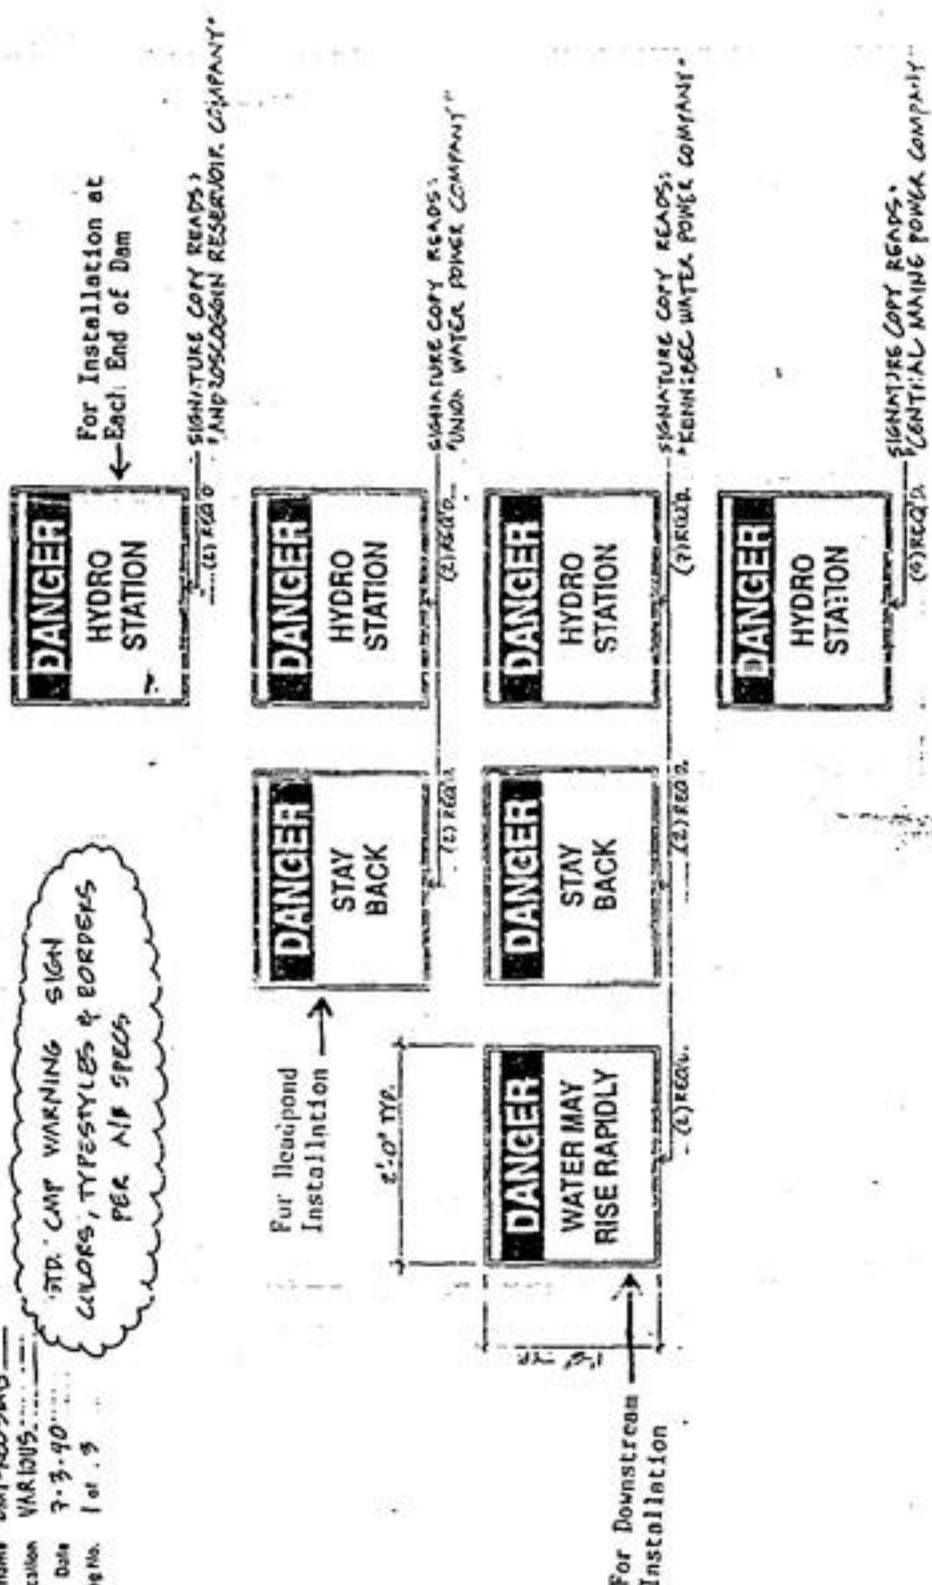 VARIOUS
Date 7-3-90
1 of 3
STD. CMP WARNING SIGN
COLORS, TYPESTYLES & BORDERS
PER A/F SPECS
For Installation at
Each End of Dam
DANGER
HYDRO
STATION
(2) REQ'D
SIGNATURE COPY READS:
"ANDROSCOGGIN RESERVOIR COMPANY"
For Headpond
Installation
DANGER
STAY
BACK
(2) REQ'D.
DANGER
HYDRO
STATION
(2) REQ'D.
SIGNATURE COPY READS:
"UNION WATER POWER COMPANY"
2'-0" TYP.
For Downstream
Installation
DANGER
WATER MAY
RISE RAPIDLY
(2) REQ'D.
DANGER
STAY
BACK
(2) REQ'D.
DANGER
HYDRO
STATION
REQ'D.
SIGNATURE COPY READS:
"KENNEBEC WATER POWER COMPANY"
DANGER
HYDRO
STATION
REQ'D.
SIGNATURE COPY READS:
"CENTRAL MAINE POWER COMPANY"